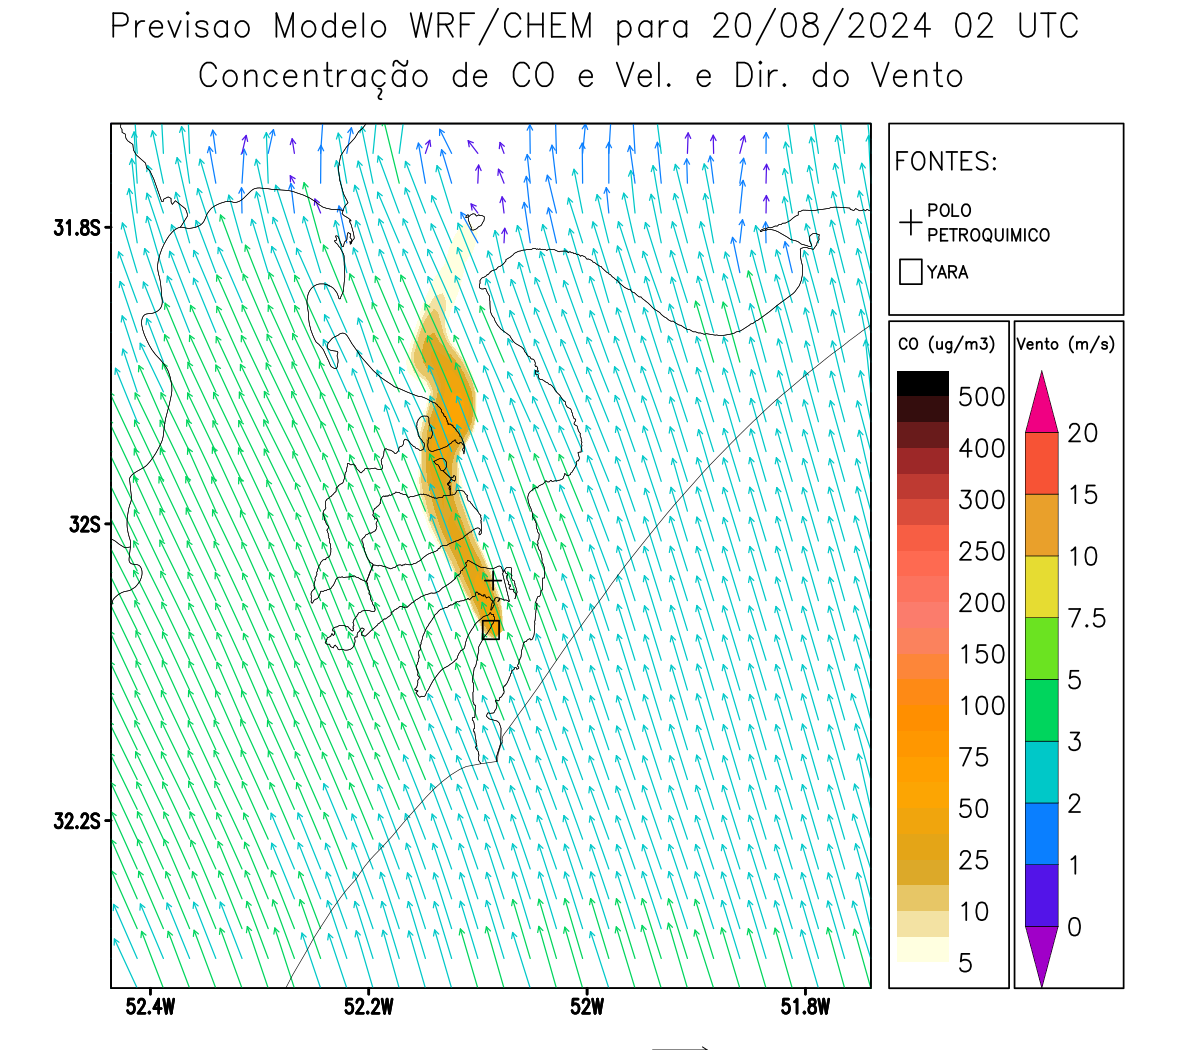 Previsao Modelo WRF/CHEM para 20/08/2024 02 UTC
Concentração de CO e Vel. e Dir. do Vento
FONTES:
POLO
PETROQUIMICO
YARA
CO (ug/m3)
500
400
300
250
200
150
100
75
50
25
10
5
Vento (m/s)
20
15
10
7.5
5
3
2
1
0
31.8S
32S
32.2S
52.4W
52.2W
52W
51.8W